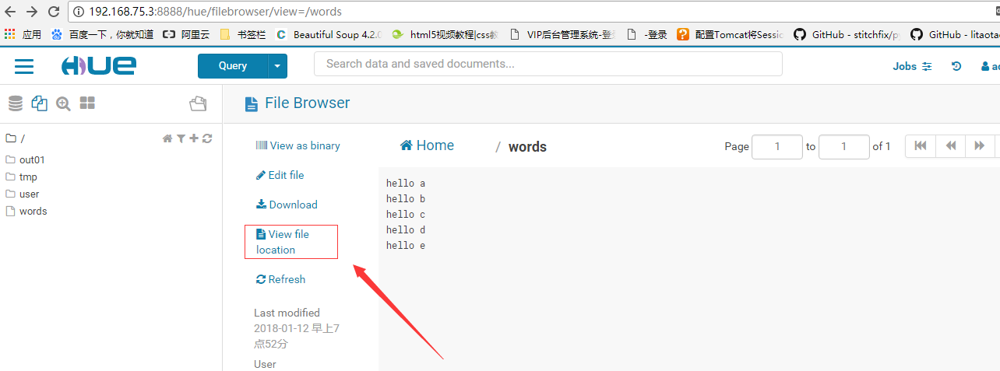 192.168.75.3:8888/hue/filebrowser/view=/words
应用 百度一下，你就知道 阿里云 书签栏 Beautiful Soup 4.2.0 html5视频教程|css教 VIP后台管理系统-登录 -登录 配置Tomcat将Sessio GitHub - stitchfix/py GitHub - litaotao
HUE Query Search data and saved documents... Jobs ad
File Browser
/
out01
tmp
user
words
View as binary
Edit file
Download
View file
location
Refresh
Last modified
2018-01-12 早上7
点52分
User
Home / words Page 1 to 1 of 1
hello a
hello b
hello c
hello d
hello e